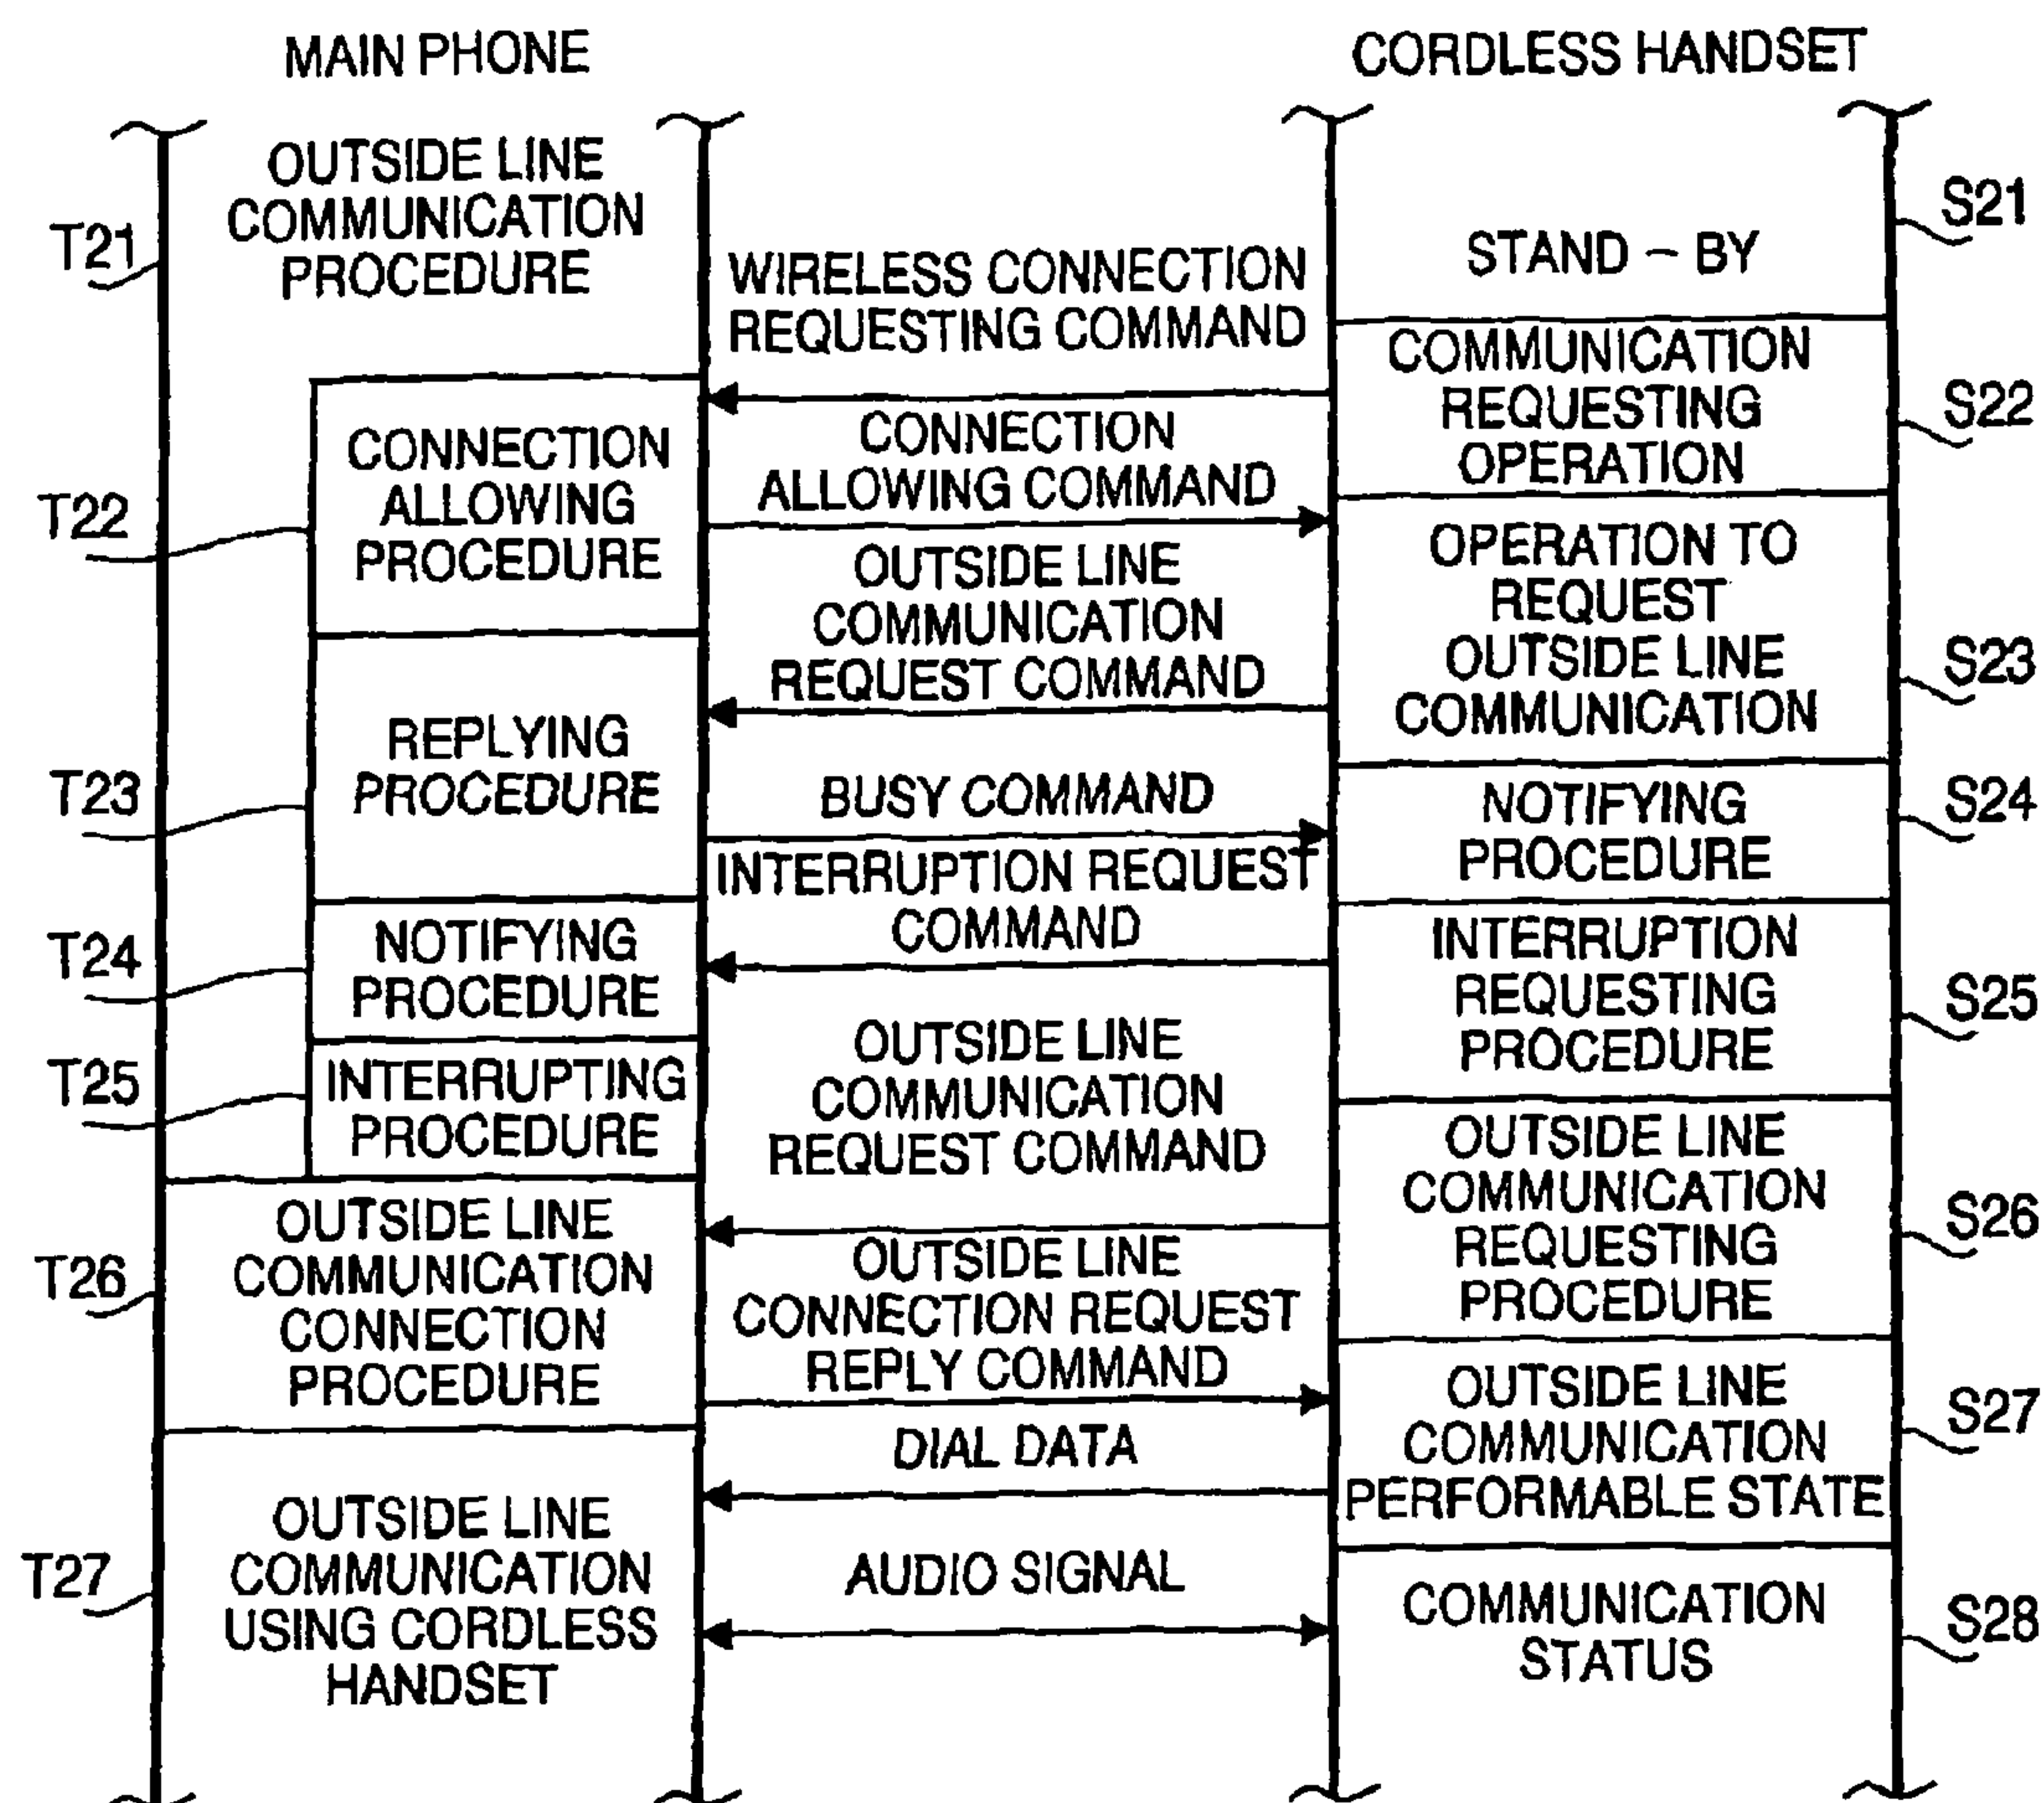 MAIN PHONE
CORDLESS HANDSET
T21
OUTSIDE LINE
COMMUNICATION
PROCEDURE
WIRELESS CONNECTION
REQUESTING COMMAND
STAND – BY
S21
COMMUNICATION
REQUESTING
OPERATION
S22
T22
CONNECTION
ALLOWING
PROCEDURE
CONNECTION
ALLOWING COMMAND
OPERATION TO
REQUEST
OUTSIDE LINE
COMMUNICATION
S23
OUTSIDE LINE
COMMUNICATION
REQUEST COMMAND
T23
REPLYING
PROCEDURE
BUSY COMMAND
NOTIFYING
PROCEDURE
S24
INTERRUPTION REQUEST
COMMAND
T24
NOTIFYING
PROCEDURE
INTERRUPTION
REQUESTING
PROCEDURE
S25
T25
INTERRUPTING
PROCEDURE
OUTSIDE LINE
COMMUNICATION
REQUEST COMMAND
OUTSIDE LINE
COMMUNICATION
REQUESTING
PROCEDURE
S26
T26
OUTSIDE LINE
COMMUNICATION
CONNECTION
PROCEDURE
OUTSIDE LINE
CONNECTION REQUEST
REPLY COMMAND
OUTSIDE LINE
COMMUNICATION
PERFORMABLE STATE
S27
DIAL DATA
T27
OUTSIDE LINE
COMMUNICATION
USING CORDLESS
HANDSET
AUDIO SIGNAL
COMMUNICATION
STATUS
S28